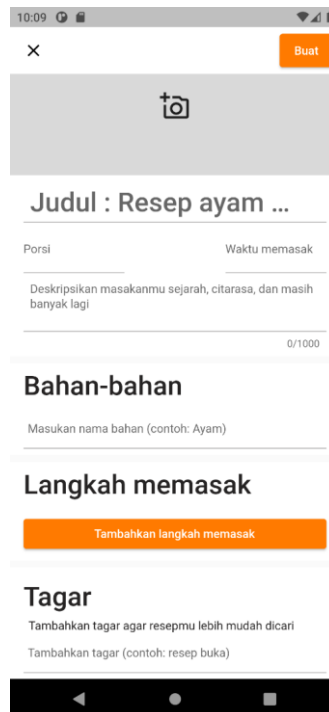 10:09
Buat
Judul : Resep ayam ...
Porsi
Waktu memasak
Deskripsikan masakanmu sejarah, citarasa, dan masih
banyak lagi
0/1000
Bahan-bahan
Masukan nama bahan (contoh: Ayam)
Langkah memasak
Tambahkan langkah memasak
Tagar
Tambahkan tagar agar resepmu lebih mudah dicari
Tambahkan tagar (contoh: resep buka)